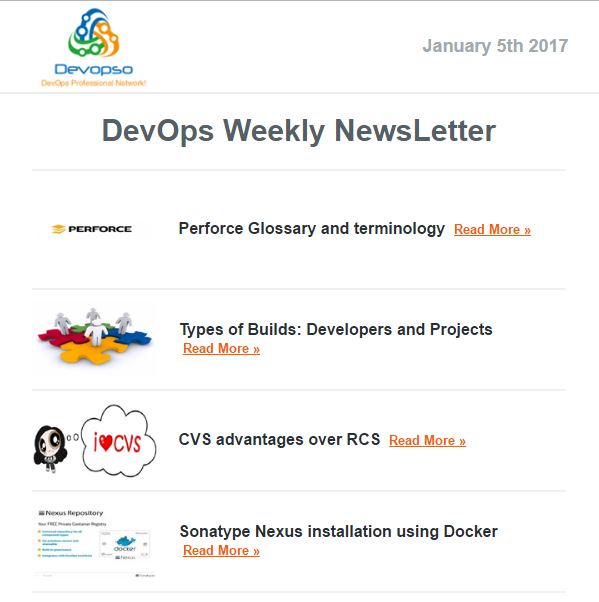 Devopso
DevOps Professional Network!
January 5th 2017
DevOps Weekly NewsLetter
PERFORCE
Perforce Glossary and terminology Read More »
Types of Builds: Developers and Projects
Read More »
i♥CVS
CVS advantages over RCS Read More »
Nexus Repository
Your FREE Private Container Registry
docker
Nexus
Sonatype Nexus installation using Docker
Read More »